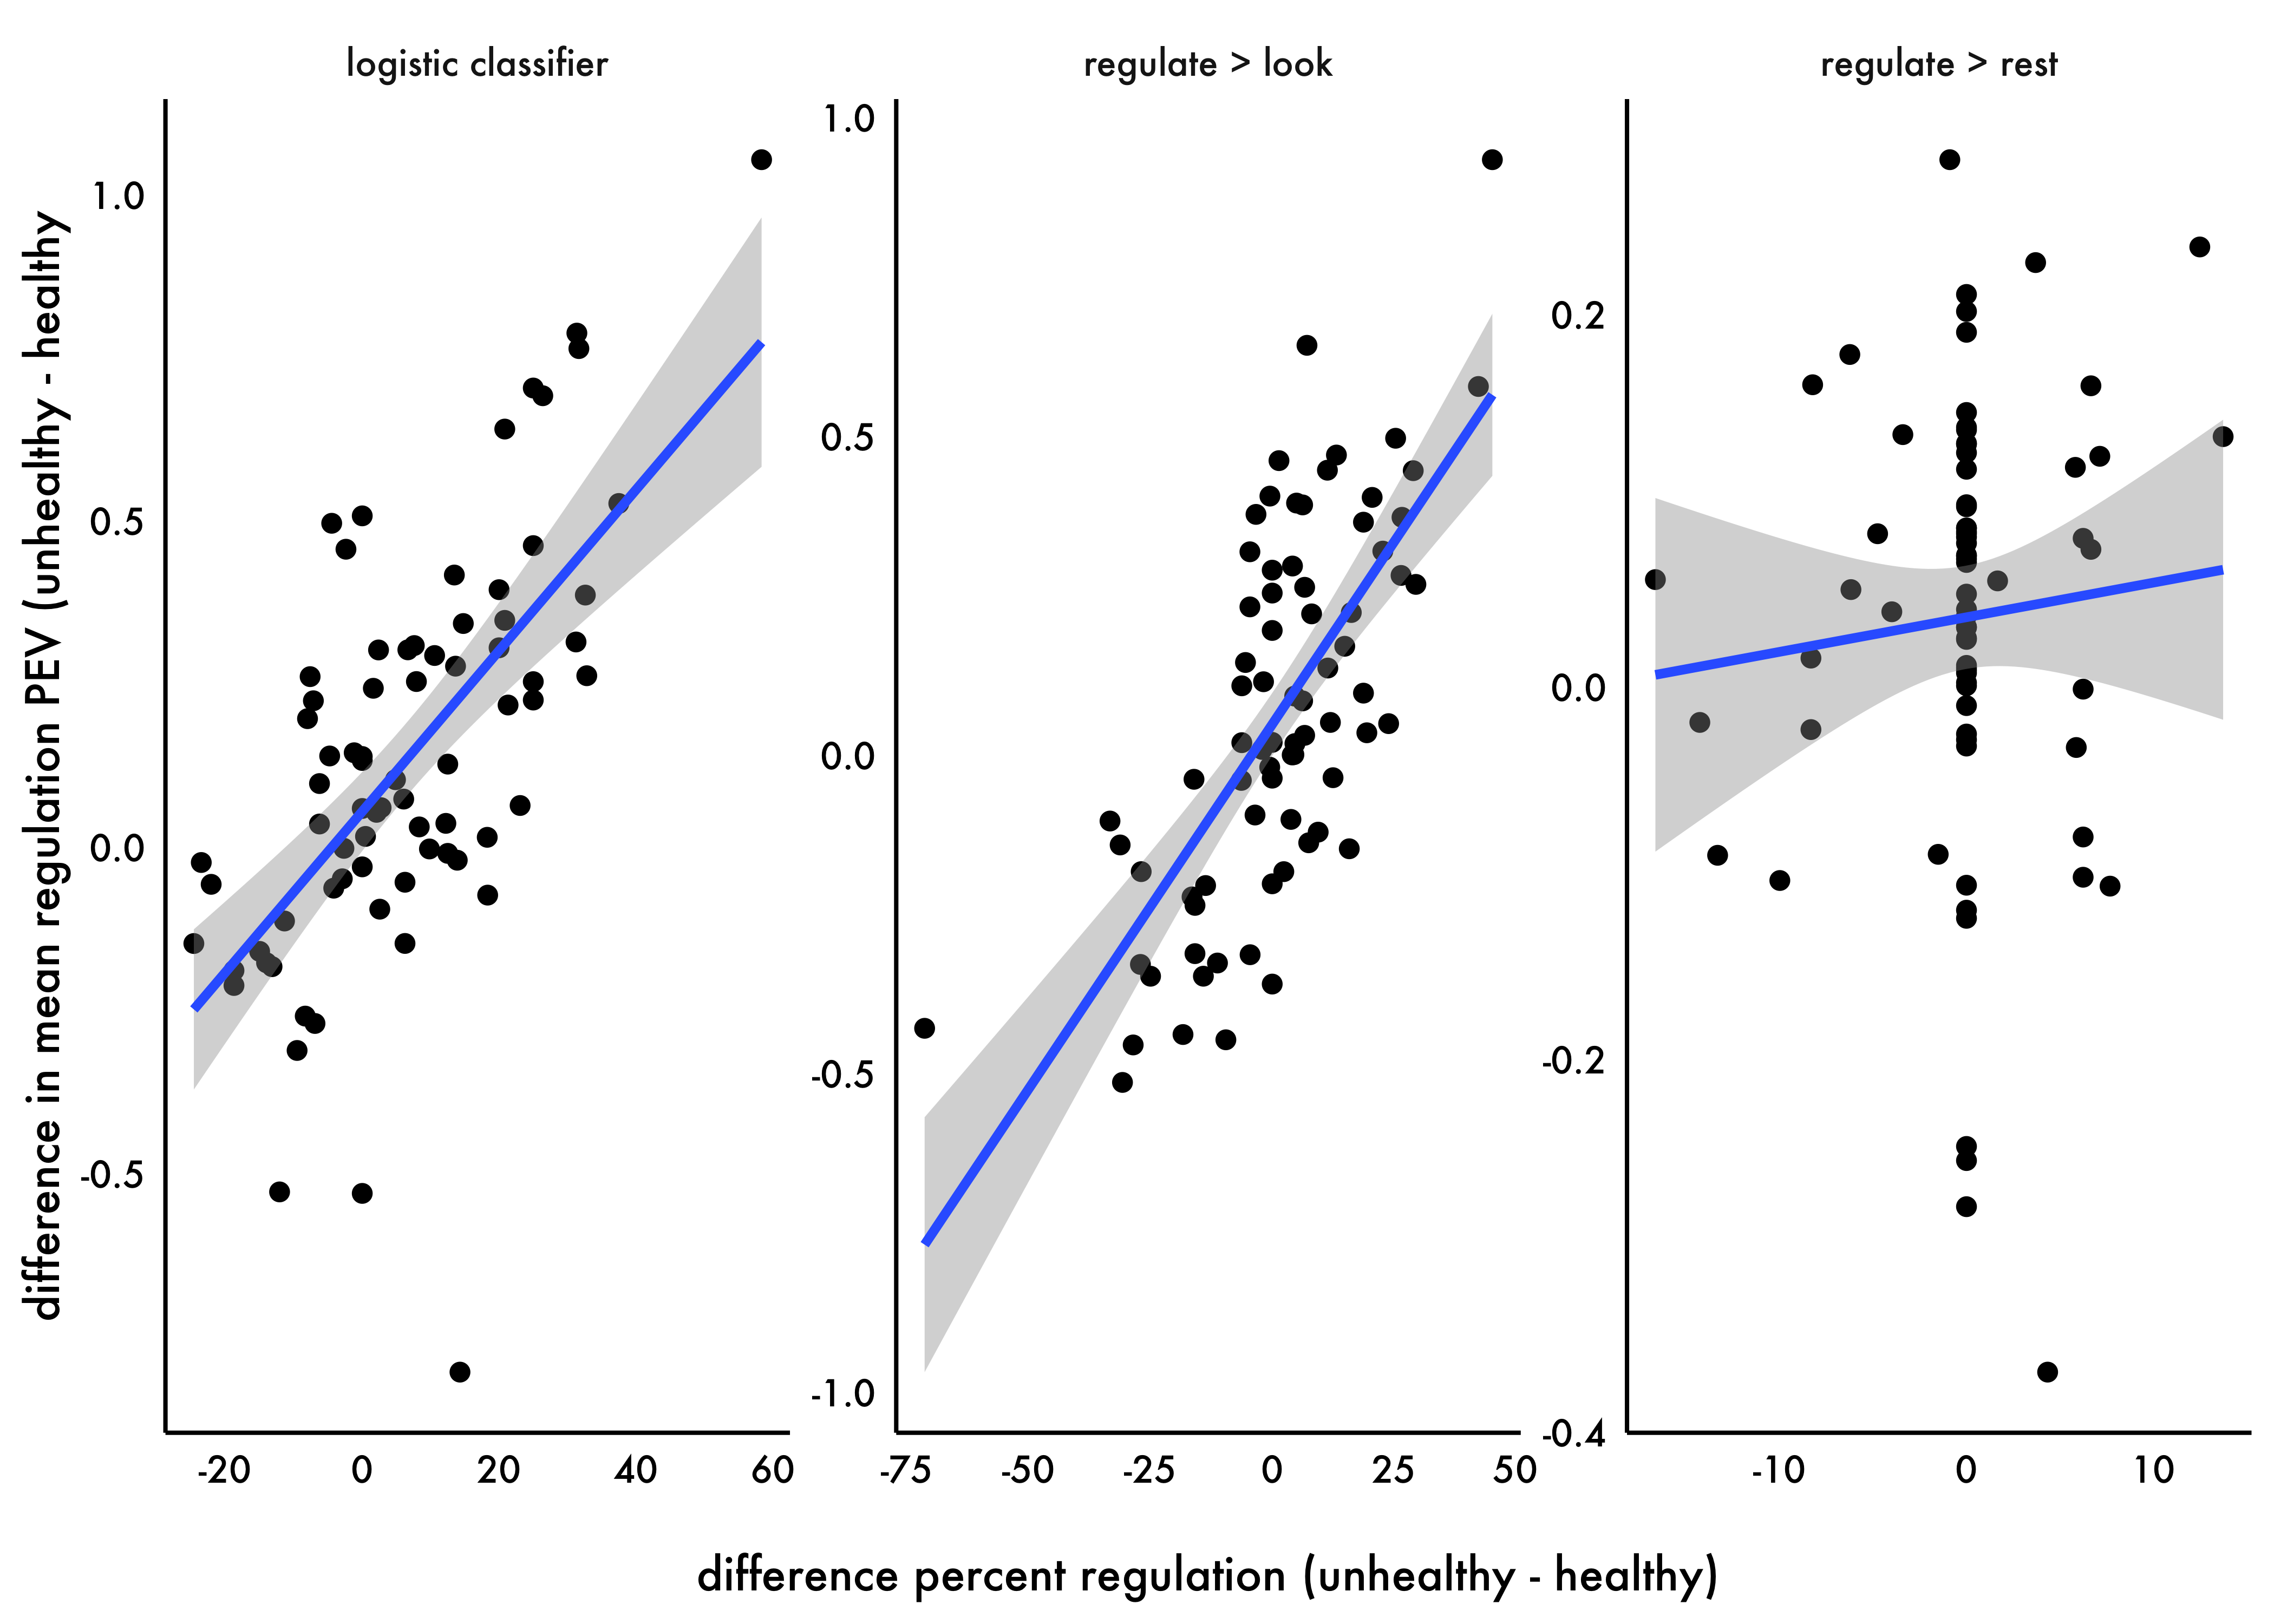 logistic classifier
regulate > look
regulate > rest
difference in mean regulation PEV (unhealthy - healthy)
1.0
0.5
0.0
-0.5
-20 0 20 40 60
1.0
0.5
0.0
-0.5
-1.0
-75 -50 -25 0 25 50
0.2
0.0
-0.2
-0.4
-10 0 10
difference percent regulation (unhealthy - healthy)